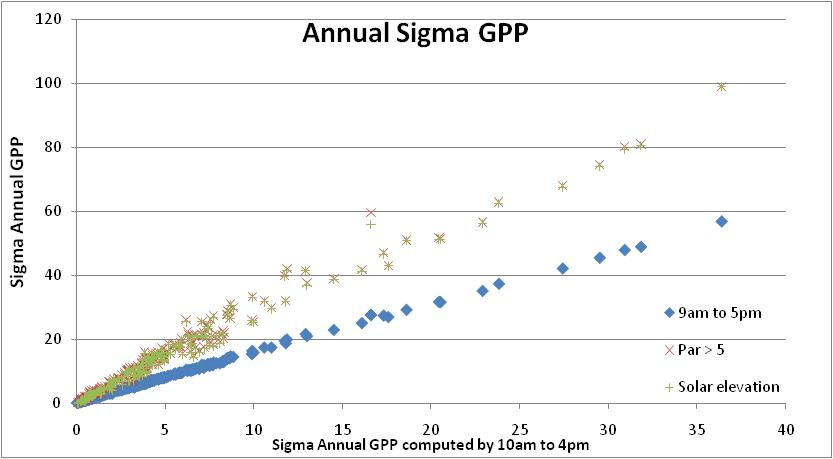 Annual Sigma GPP
120
100
80
60
40
20
0
Sigma Annual GPP
9am to 5pm
Par > 5
Solar elevation
0 5 10 15 20 25 30 35 40
Sigma Annual GPP computed by 10am to 4pm